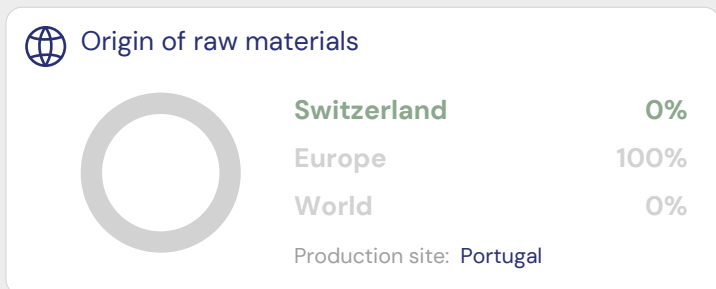 Origin of raw materials
Switzerland 0%
Europe 100%
World 0%
Production site: Portugal